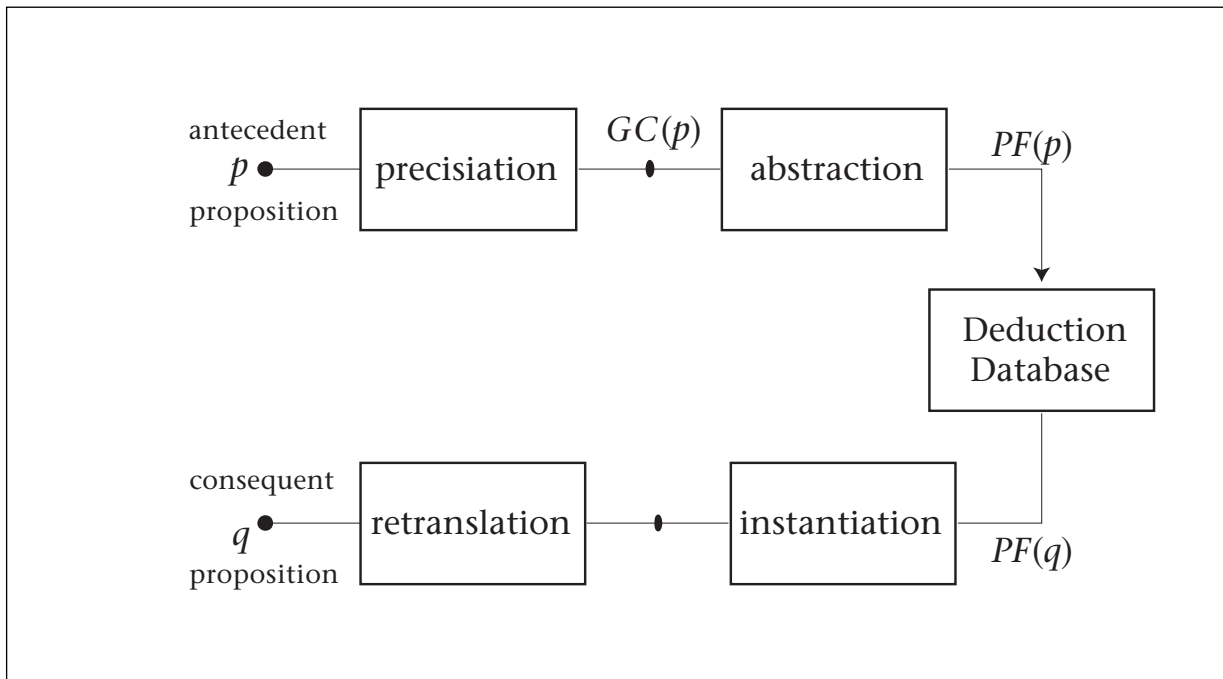 antecedent
p
proposition
precisiation
GC(p)
abstraction
PF(p)
Deduction
Database
consequent
q
proposition
retranslation
instantiation
PF(q)